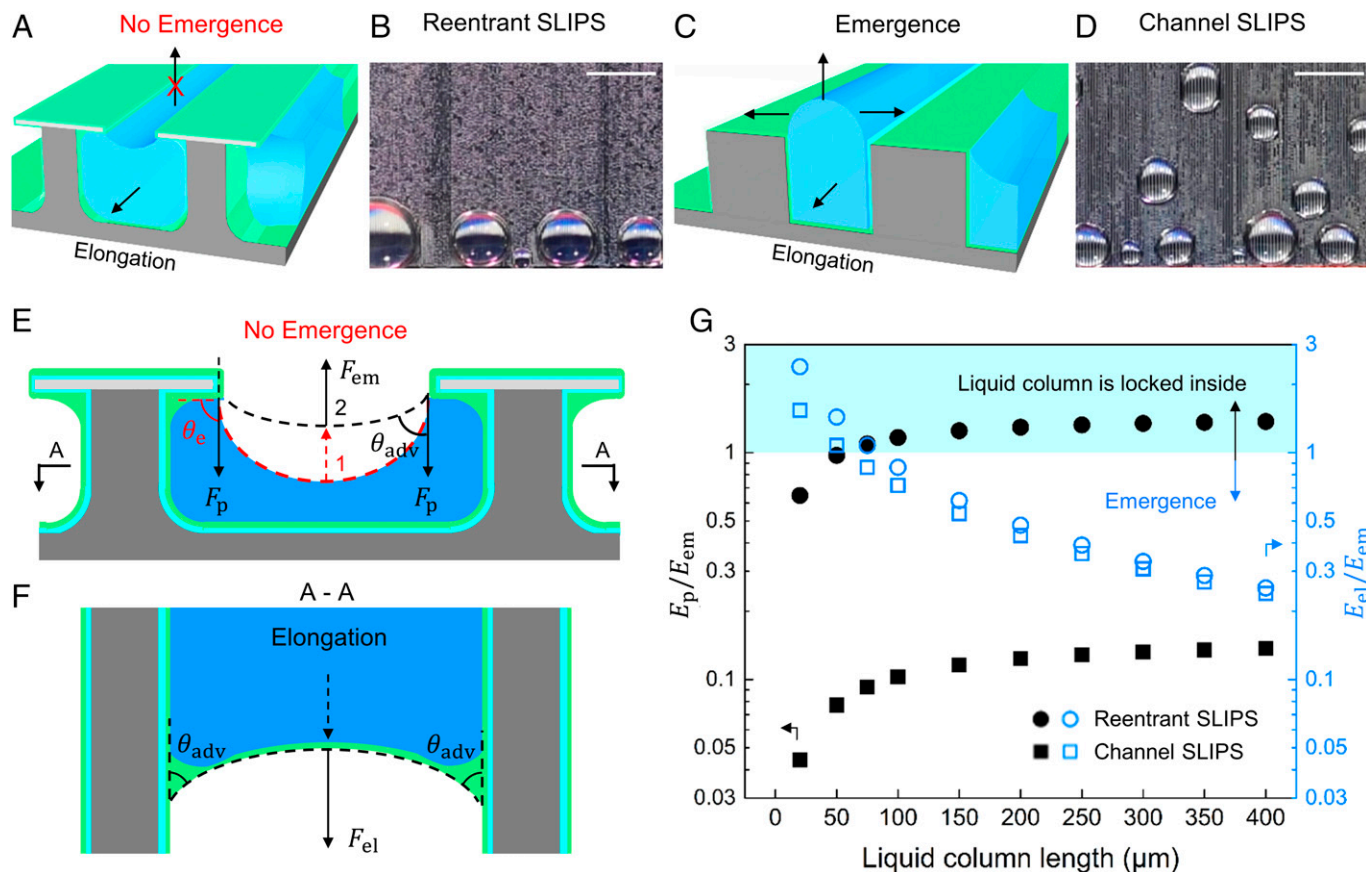 A
No Emergence
Elongation
B
Reentrant SLIPS
C
Emergence
Elongation
D
Channel SLIPS
E
No Emergence
F_em
2
θ_e
θ_adv
1
A
A
F_p
F_p
F
A - A
Elongation
θ_adv
θ_adv
F_el
G
3
1
0.5
0.3
0.1
0.05
0.03
E_p/E_em
Liquid column is locked inside
Emergence
Reentrant SLIPS
Channel SLIPS
3
1
0.5
0.3
0.1
0.05
0.03
E_el/E_em
0 50 100 150 200 250 300 350 400
Liquid column length (μm)